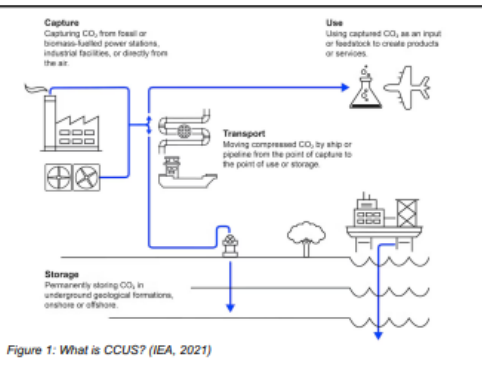 Capture
Capturing CO₂ from fossil or
biomass-fuelled power stations,
industrial facilities, or directly from
the air.
Use
Using captured CO₂ as an input
or feedstock to create products
or services.
Transport
Moving compressed CO₂ by ship or
pipeline from the point of capture to
the point of use or storage.
Storage
Permanently storing CO₂ in
underground geological formations,
onshore or offshore.
Figure 1: What is CCUS? (IEA, 2021)